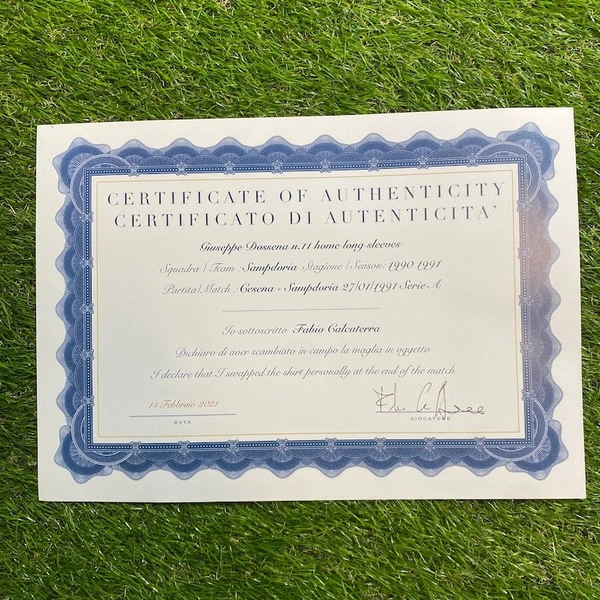 CERTIFICATE OF AUTHENTICITY
CERTIFICATO DI AUTENTICITA'
Giuseppe Dossena n.11 home long sleeves
Squadra | Team : Sampdoria Stagione | Season: 1990 1991
Partita|Match : Cesena - Sampdoria 27/01/1991 Serie A
Io sottoscritto Fabio Calcaterra
Dichiaro di aver scambiato in campo la maglia in oggetto
I declare that I swapped the shirt personally at the end of the match
11 Febbraio 2021
DATA
GIOCATORE